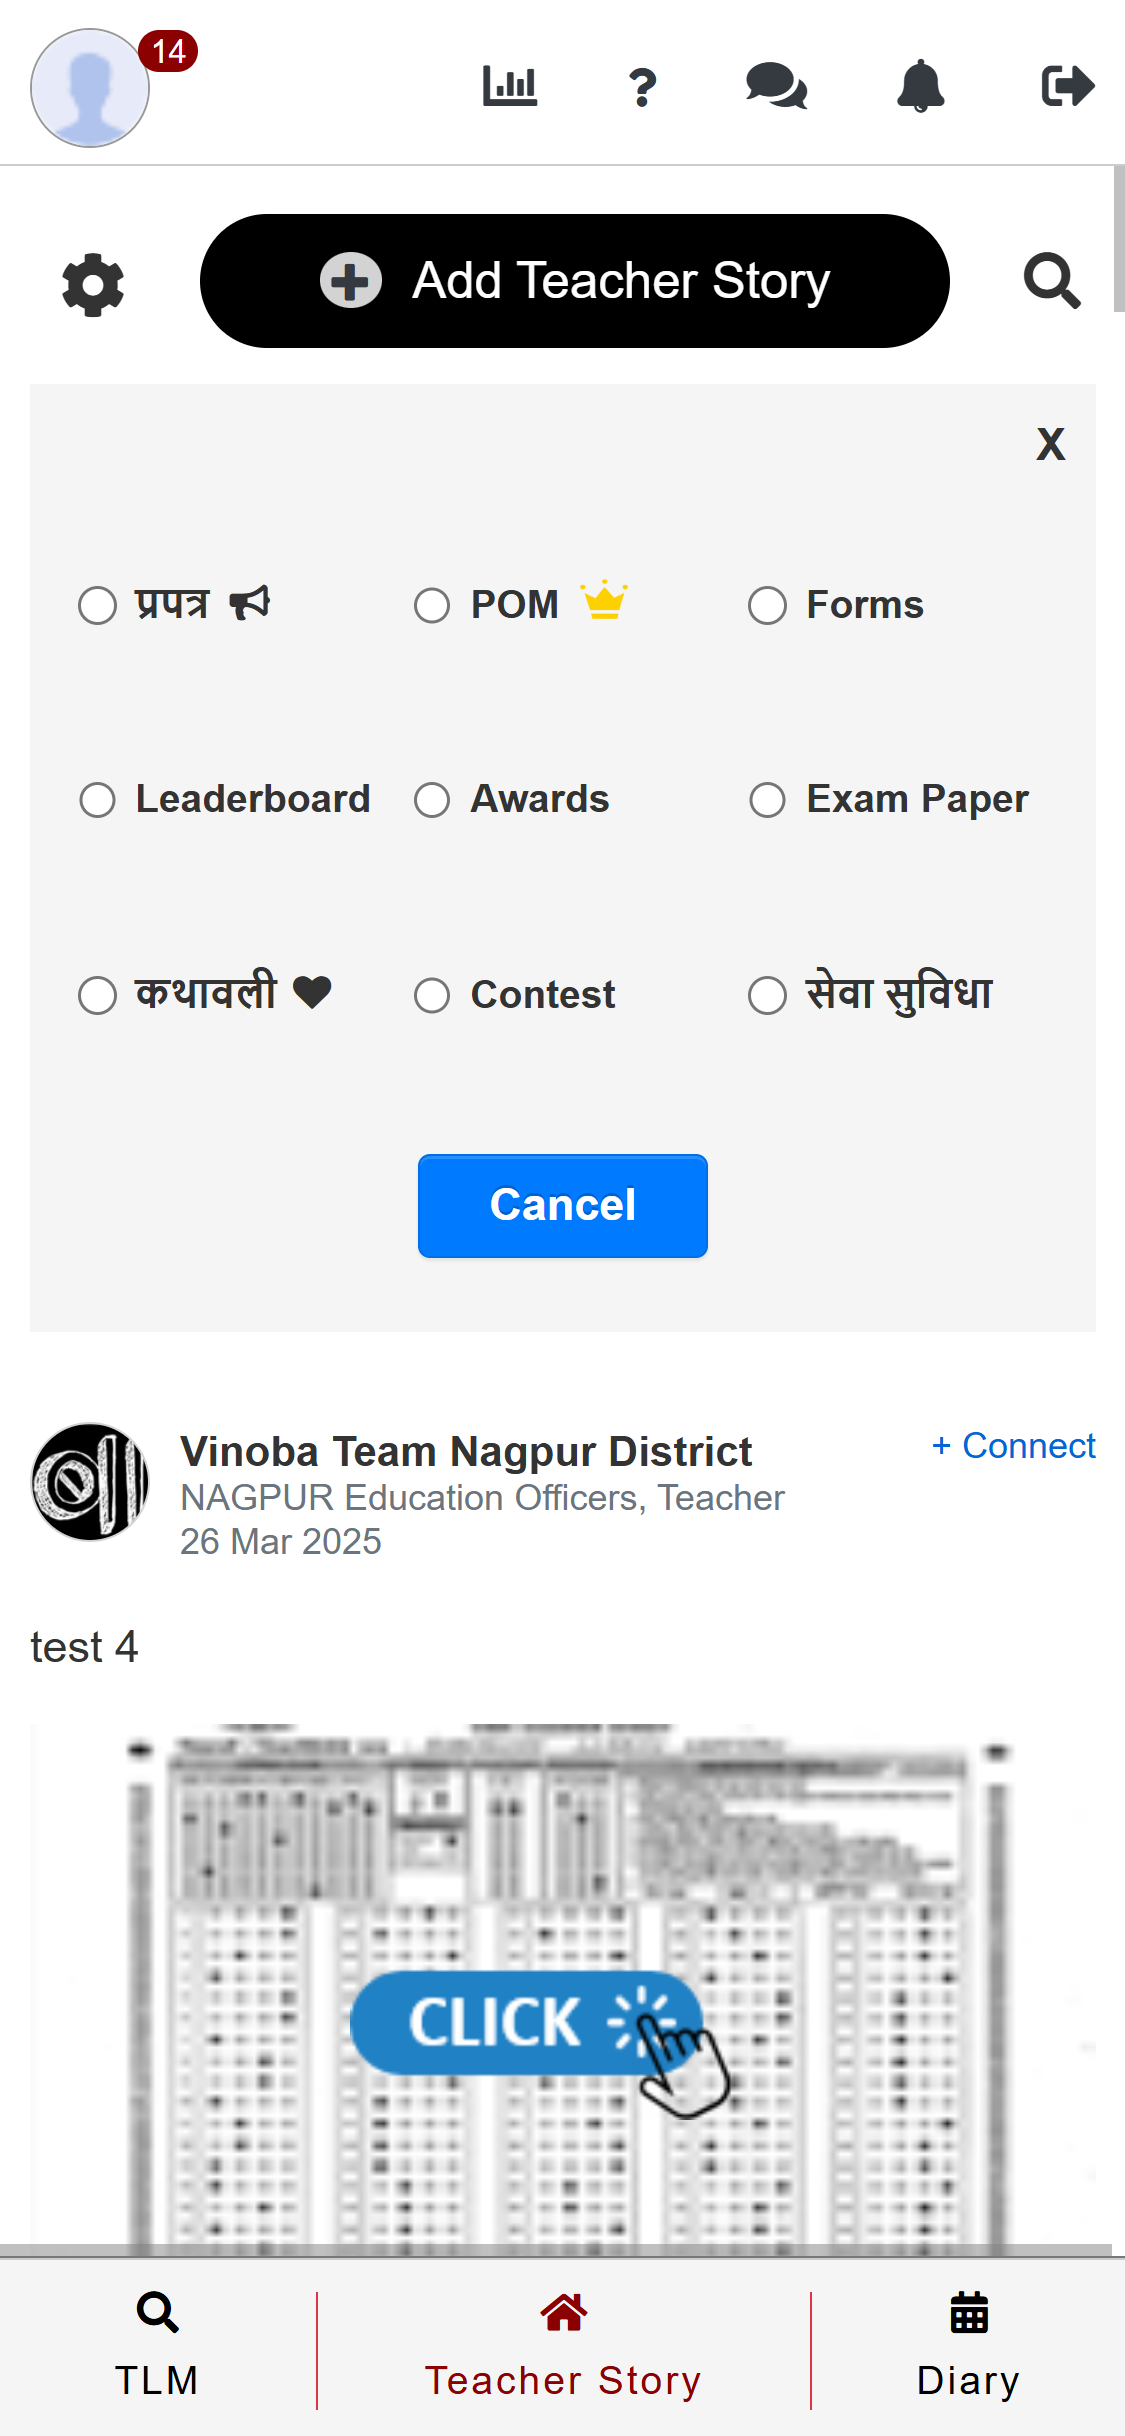 14
Add Teacher Story
X
प्रपत्र
POM
Forms
Leaderboard
Awards
Exam Paper
कथावली
Contest
सेवा सुविधा
Cancel
Vinoba Team Nagpur District
+ Connect
NAGPUR Education Officers, Teacher
26 Mar 2025
test 4
CLICK
TLM
Teacher Story
Diary